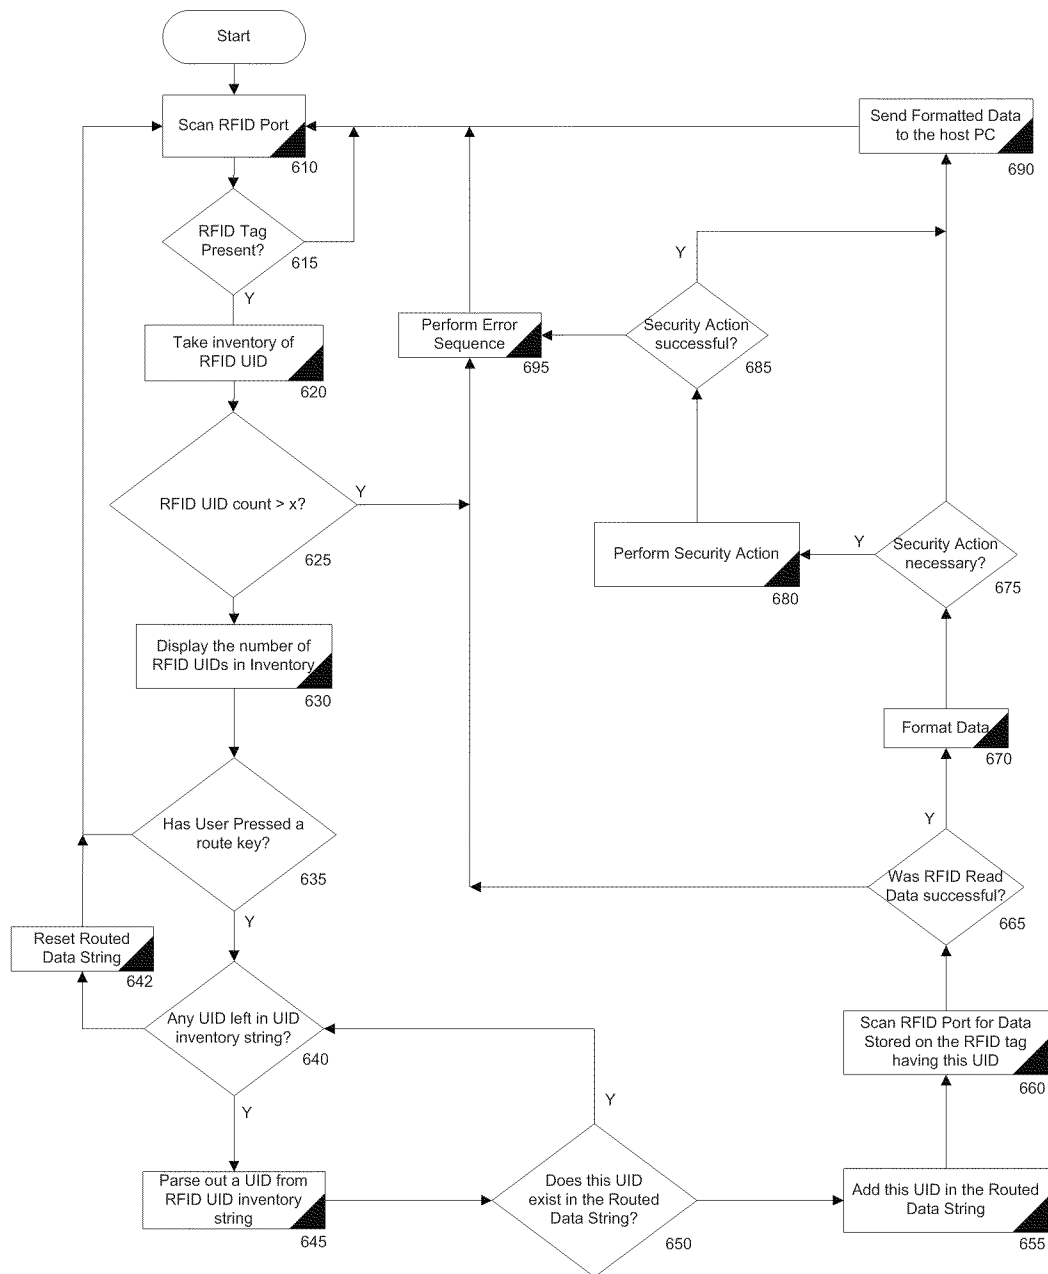 Start
Scan RFID Port
610
RFID Tag
Present?
615
Y
Take inventory of
RFID UID
620
RFID UID count > x?
Y
625
Display the number of
RFID UIDs in Inventory
630
Has User Pressed a
route key?
635
Y
Reset Routed
Data String
642
Any UID left in UID
inventory string?
640
Y
Parse out a UID from
RFID UID inventory
string
645
Does this UID
exist in the Routed
Data String?
650
Y
Add this UID in the Routed
Data String
655
Scan RFID Port for Data
Stored on the RFID tag
having this UID
660
Was RFID Read
Data successful?
665
Y
Format Data
670
Security Action
necessary?
675
Y
Perform Security Action
680
Security Action
successful?
685
Y
Perform Error
Sequence
695
Send Formatted Data
to the host PC
690